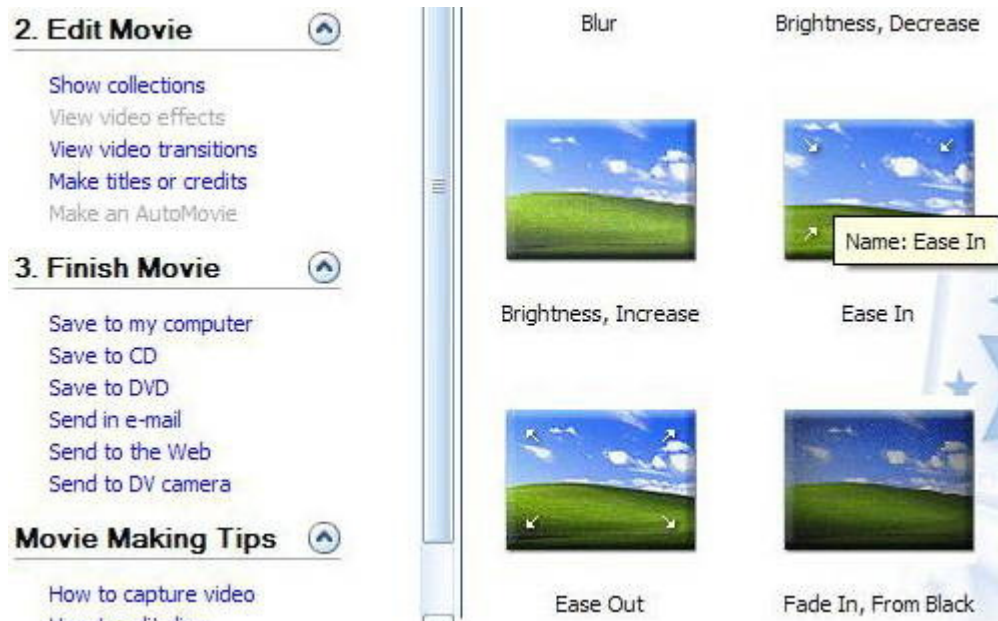 2. Edit Movie
Show collections
View video effects
View video transitions
Make titles or credits
Make an AutoMovie
3. Finish Movie
Save to my computer
Save to CD
Save to DVD
Send in e-mail
Send to the Web
Send to DV camera
Movie Making Tips
How to capture video
Blur
Brightness, Decrease
Name: Ease In
Brightness, Increase
Ease In
Ease Out
Fade In, From Black